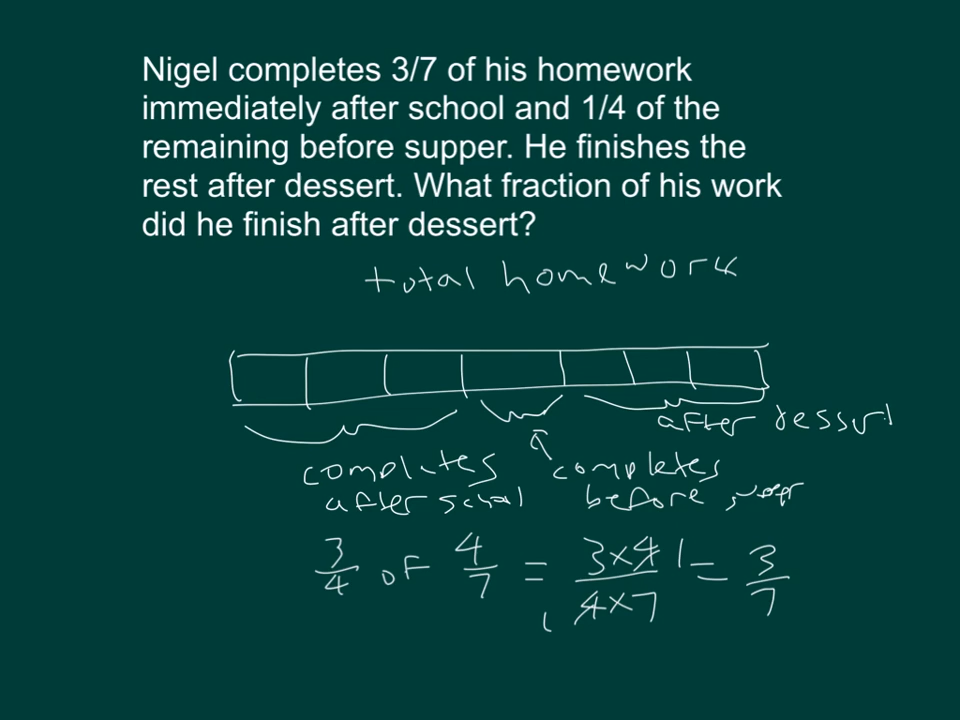 Nigel completes 3/7 of his homework
immediately after school and 1/4 of the
remaining before supper. He finishes the
rest after dessert. What fraction of his work
did he finish after dessert?
total homework
after dessert
completes
after school
completes
before supper
3/4 of 4/7 = 3×4 1/1 4×7 = 3/7